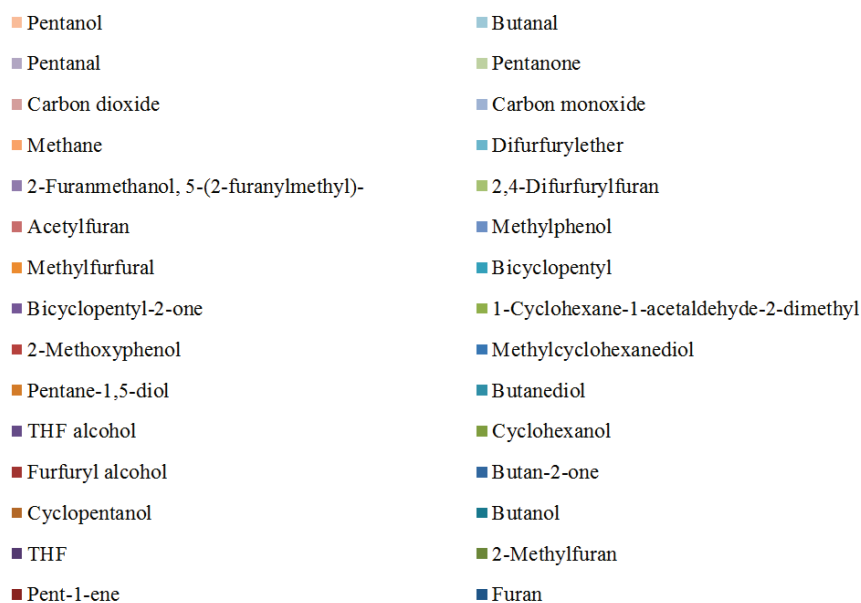 Pentanol Butanal
Pentanal Pentanone
Carbon dioxide Carbon monoxide
Methane Difurfurylether
2-Furanmethanol, 5-(2-furanylmethyl)- 2,4-Difurfurylfuran
Acetylfuran Methylphenol
Methylfurfural Bicyclopentyl
Bicyclopentyl-2-one 1-Cyclohexane-1-acetaldehyde-2-dimethyl
2-Methoxyphenol Methylcyclohexanediol
Pentane-1,5-diol Butanediol
THF alcohol Cyclohexanol
Furfuryl alcohol Butan-2-one
Cyclopentanol Butanol
THF 2-Methylfuran
Pent-1-ene Furan